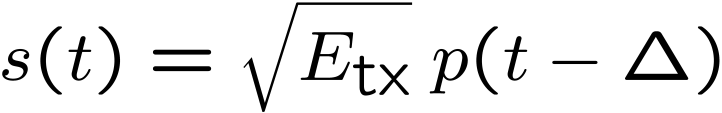 s(t) = √E_tx p(t − Δ)